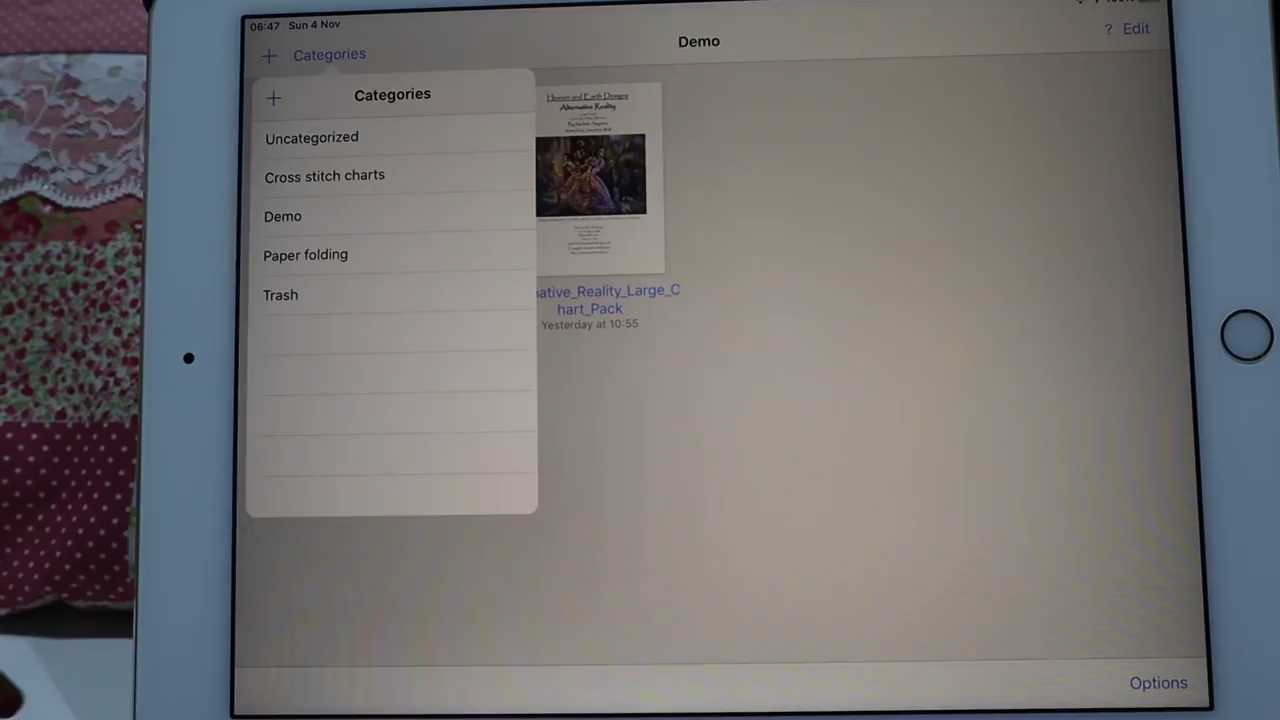 06:47 Sun 4 Nov
+ Categories
Demo
? Edit
+ Categories
Uncategorized
Cross stitch charts
Demo
Paper folding
Trash
Heaven and Earth Designs
Alternative Reality
ative_Reality_Large_C
hart_Pack
Yesterday at 10:55
Options